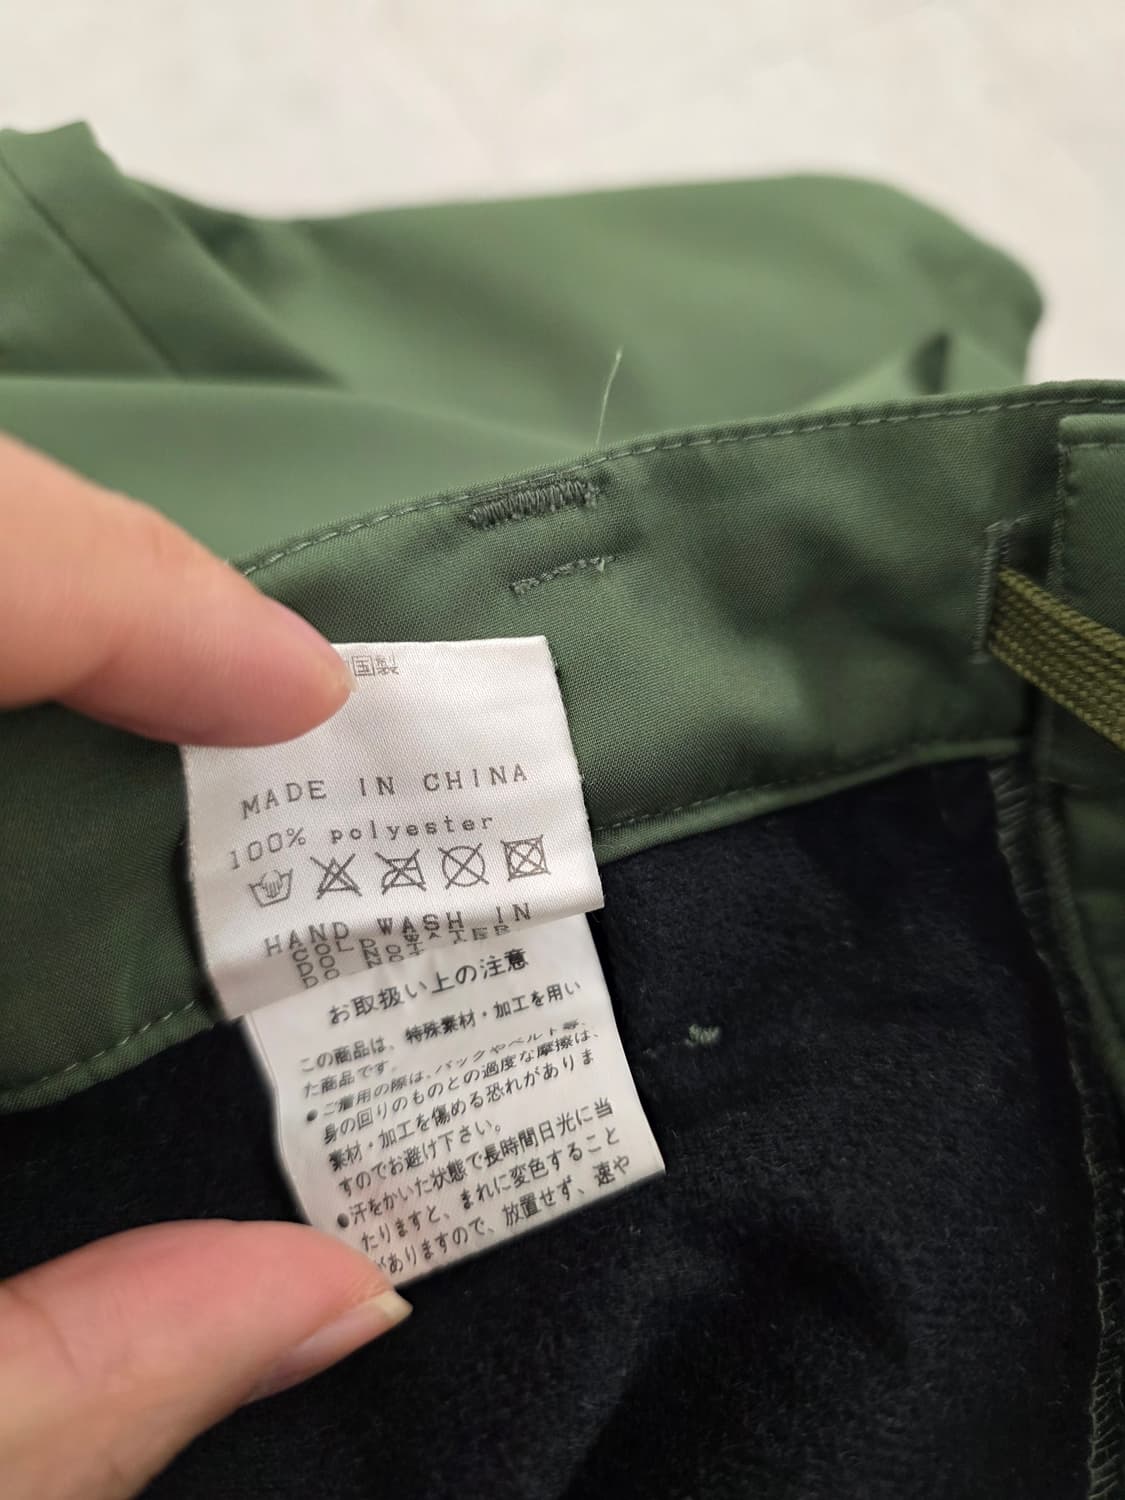 国製
MADE IN CHINA
100% polyester
HAND WASH IN
COLD WATER
DO NOT
お取扱い上の注意
この商品は、特殊素材・加工を用い
た商品です。
●ご着用の際は、バックやベルト等、
身の回りのものとの過度な摩擦は、
素材・加工を傷める恐れがありま
すのでお避け下さい。
●汗をかいた状態で長時間日光に当
たりますと、まれに変色すること
がありますので、放置せず、速や